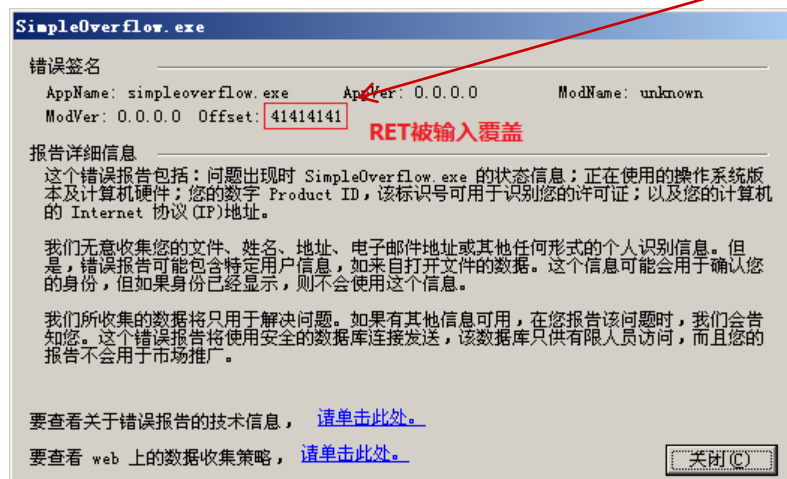 SimpleOverflow.exe
错误签名
AppName: simpleoverflow.exe AppVer: 0.0.0.0 ModName: unknown
ModVer: 0.0.0.0 Offset: 41414141
RET被输入覆盖
报告详细信息
这个错误报告包括：问题出现时 SimpleOverflow.exe 的状态信息；正在使用的操作系统版
本及计算机硬件；您的数字 Product ID，该标识号可用于识别您的许可证；以及您的计算机
的 Internet 协议(IP)地址。
我们无意收集您的文件、姓名、地址、电子邮件地址或其他任何形式的个人识别信息。但
是，错误报告可能包含特定用户信息，如来自打开文件的数据。这个信息可能会用于确认您
的身份，但如果身份已经显示，则不会使用这个信息。
我们所收集的数据将只用于解决问题。如果有其他信息可用，在您报告该问题时，我们会告
知您。这个错误报告将使用安全的数据库连接发送，该数据库只供有限人员访问，而且您的
报告不会用于市场推广。
要查看关于错误报告的技术信息， 请单击此处。
要查看 web 上的数据收集策略， 请单击此处。
关闭(C)